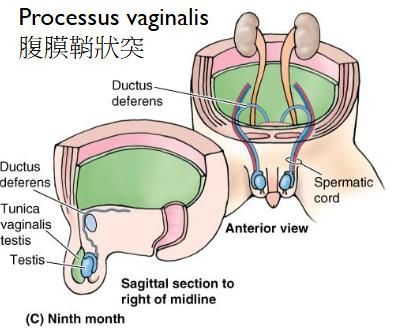 Processus vaginalis
腹膜鞘狀突
Ductus
deferens
Ductus
deferens
Tunica
vaginalis
testis
Testis
Spermatic
cord
Anterior view
Sagittal section to
right of midline
(C) Ninth month